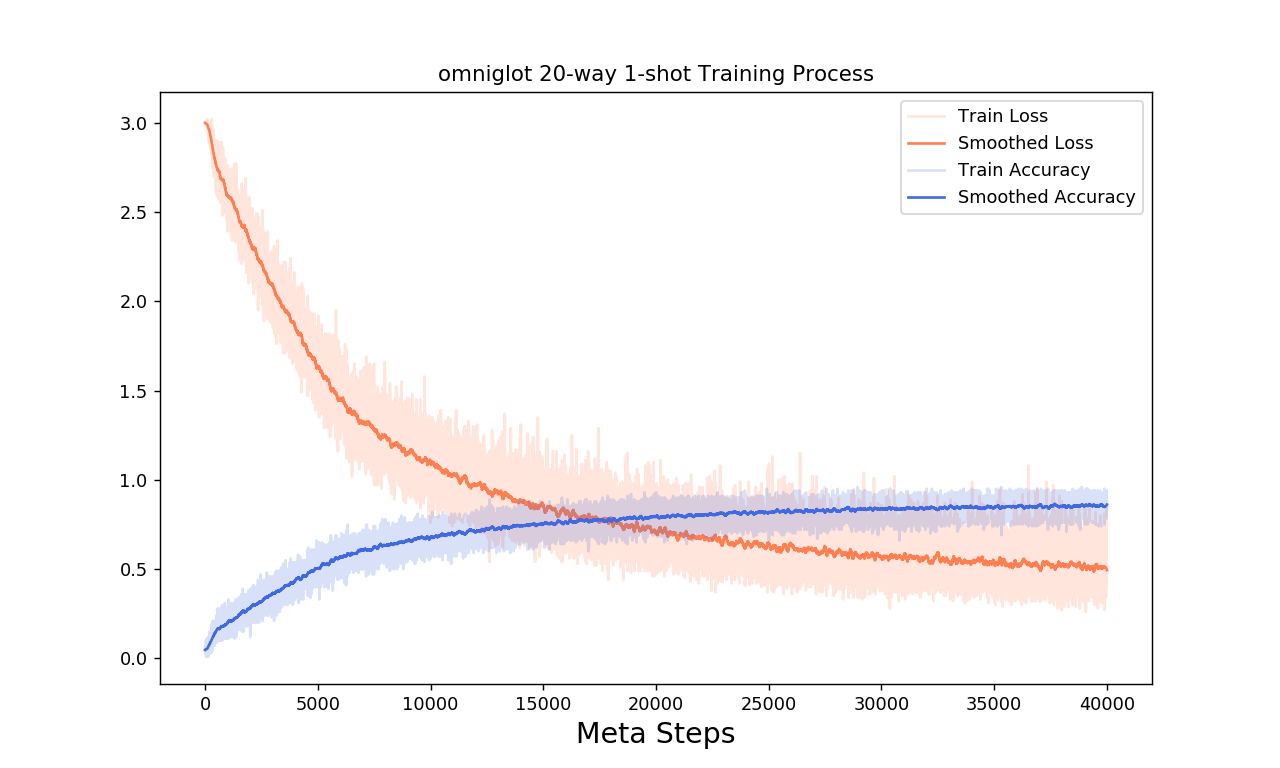 omniglot 20-way 1-shot Training Process
Train Loss
Smoothed Loss
Train Accuracy
Smoothed Accuracy
3.0
2.5
2.0
1.5
1.0
0.5
0.0
0 5000 10000 15000 20000 25000 30000 35000 40000
Meta Steps